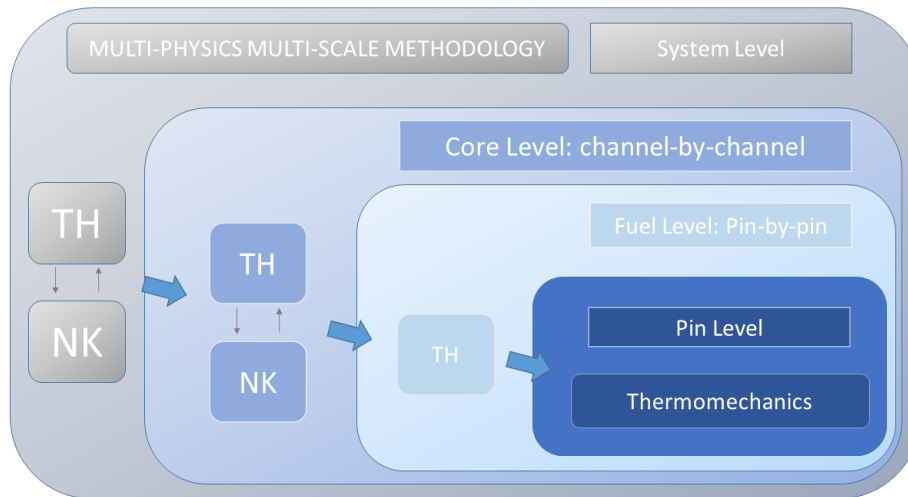 MULTI-PHYSICS MULTI-SCALE METHODOLOGY
System Level
Core Level: channel-by-channel
Fuel Level: Pin-by-pin
TH
NK
TH
NK
TH
Pin Level
Thermomechanics